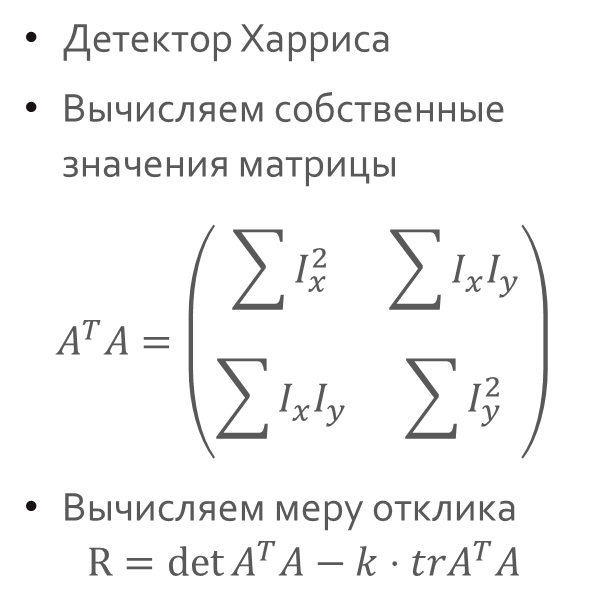 • Детектор Харриса
• Вычисляем собственные
значения матрицы
∑ I_x^2 ∑ I_x I_y
A^T A =
∑ I_x I_y ∑ I_y^2
• Вычисляем меру отклика
R = det A^T A − k · trA^T A